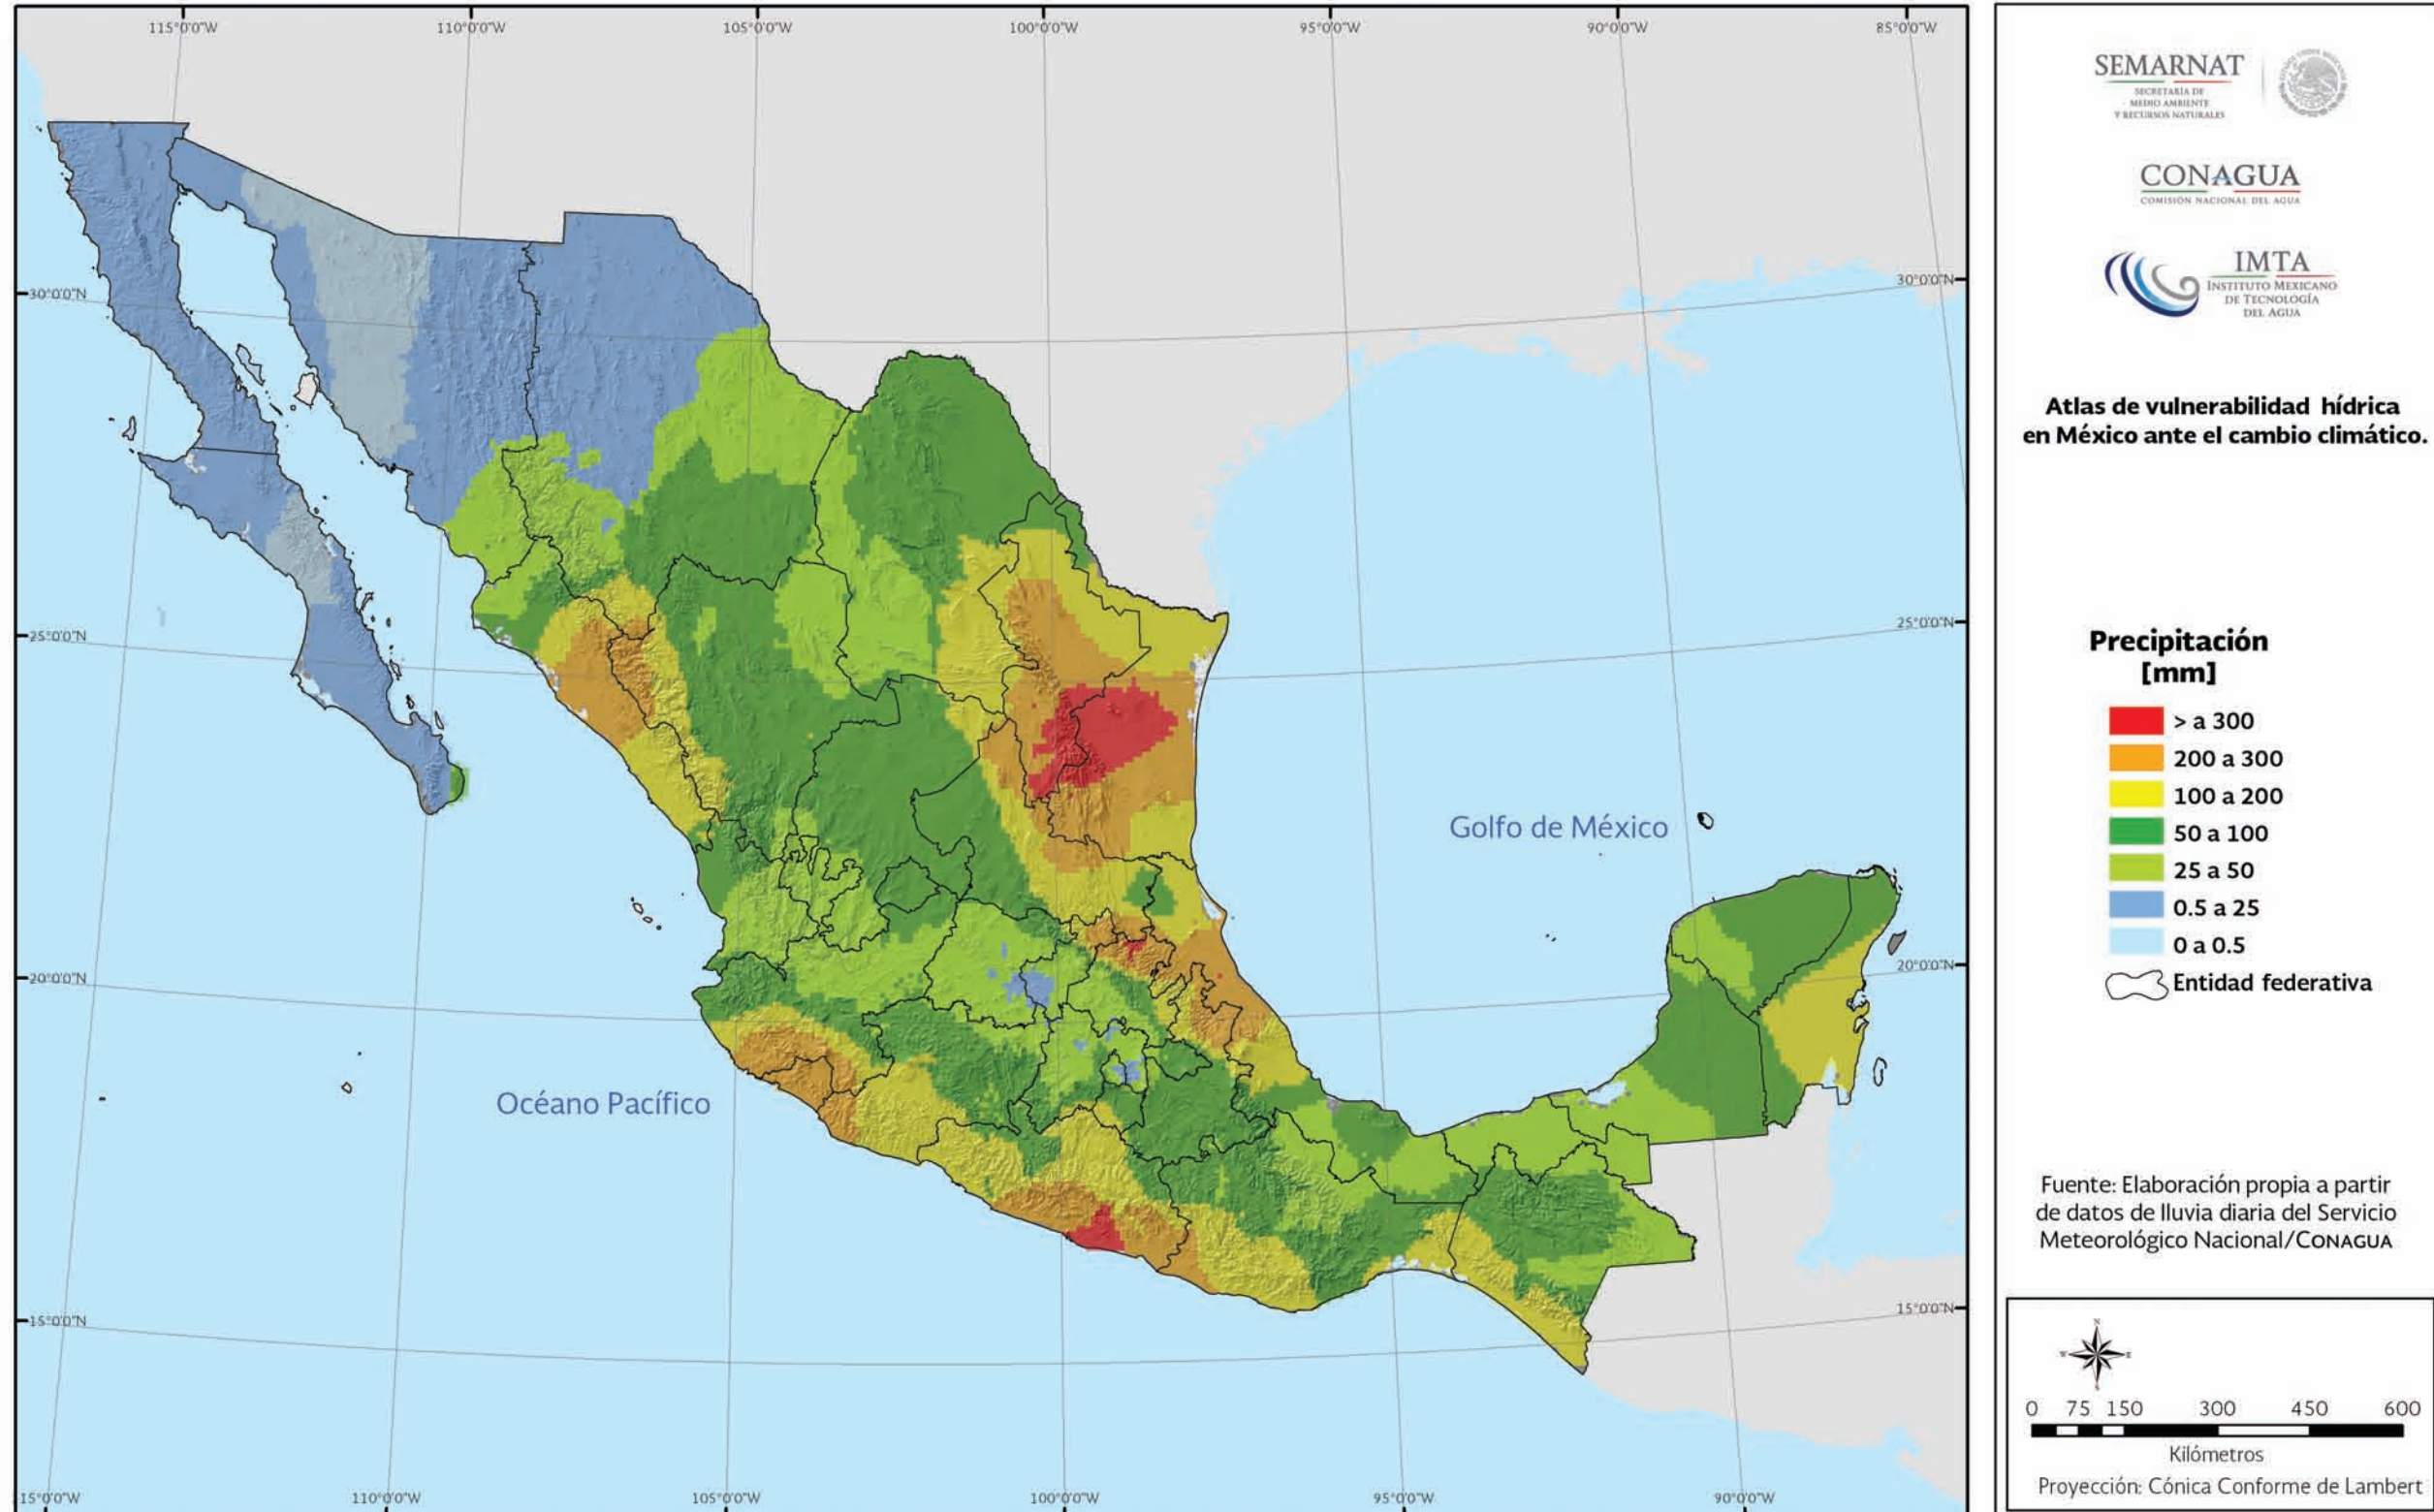 115°0'0"W
110°0'0"W
105°0'0"W
100°0'0"W
95°0'0"W
90°0'0"W
85°0'0"W
30°0'0"N
30°0'0"N
25°0'0"N
25°0'0"N
20°0'0"N
20°0'0"N
15°0'0"N
15°0'0"N
Golfo de México
Océano Pacífico
15°0'0"W
110°0'0"W
105°0'0"W
100°0'0"W
95°0'0"W
90°0'0"W
SEMARNAT
SECRETARÍA DE
MEDIO AMBIENTE
Y RECURSOS NATURALES
CONAGUA
COMISIÓN NACIONAL DEL AGUA
IMTA
INSTITUTO MEXICANO
DE TECNOLOGÍA
DEL AGUA
Atlas de vulnerabilidad hídrica
en México ante el cambio climático.
Precipitación
[mm]
> a 300
200 a 300
100 a 200
50 a 100
25 a 50
0.5 a 25
0 a 0.5
Entidad federativa
Fuente: Elaboración propia a partir
de datos de lluvia diaria del Servicio
Meteorológico Nacional/CONAGUA
N
W E
S
0 75 150 300 450 600
Kilómetros
Proyección: Cónica Conforme de Lambert